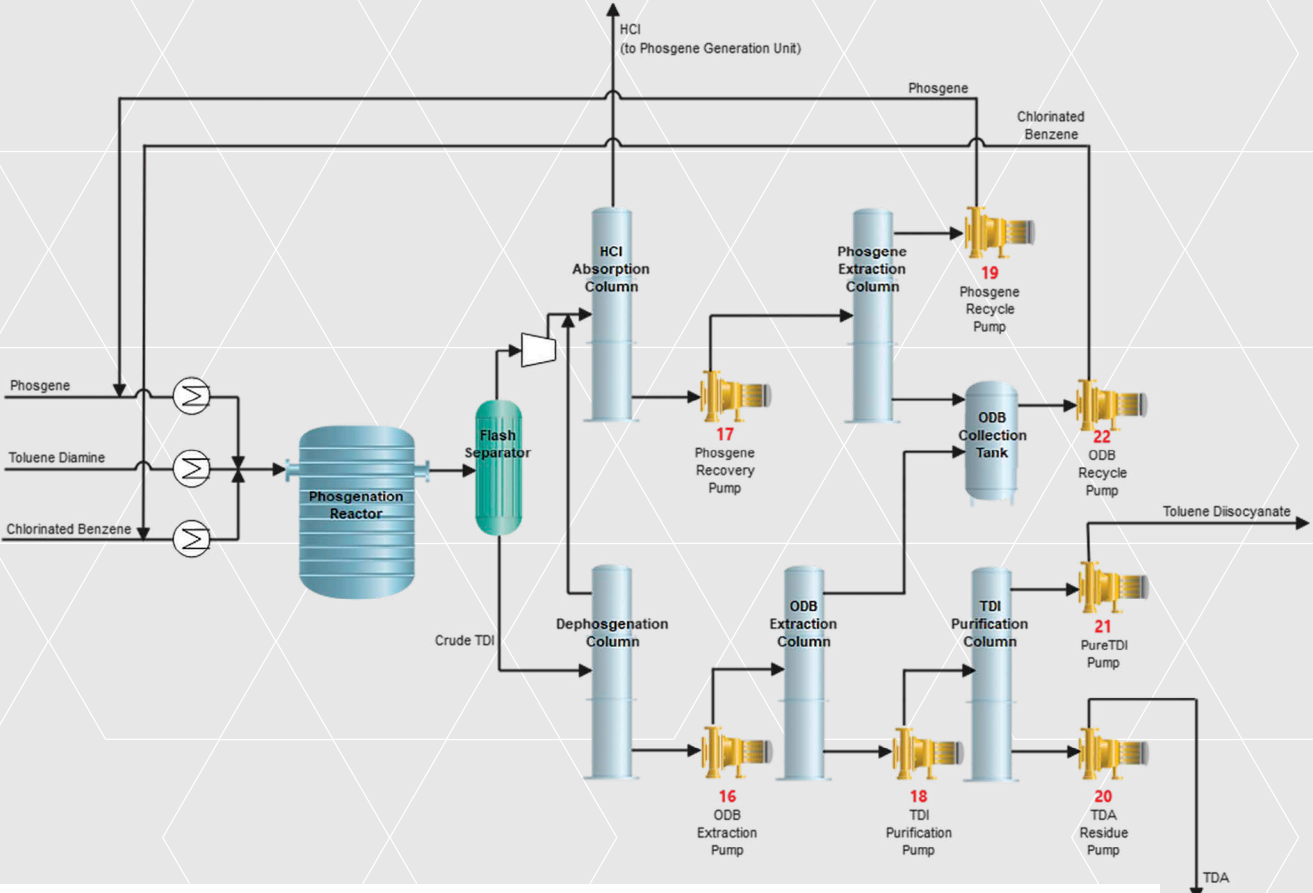 HCl
(to Phosgene Generation Unit)
Phosgene
Chlorinated
Benzene
HCl
Absorption
Column
Phosgene
Extraction
Column
19
Phosgene
Recycle
Pump
Phosgene
17
Phosgene
Recovery
Pump
ODB
Collection
Tank
22
ODB
Recycle
Pump
Flash
Separator
Toluene Diamine
Phosgenation
Reactor
Chlorinated Benzene
Toluene Diisocyanate
Crude TDI
Dephosgenation
Column
ODB
Extraction
Column
TDI
Purification
Column
21
PureTDI
Pump
16
ODB
Extraction
Pump
18
TDI
Purification
Pump
20
TDA
Residue
Pump
TDA